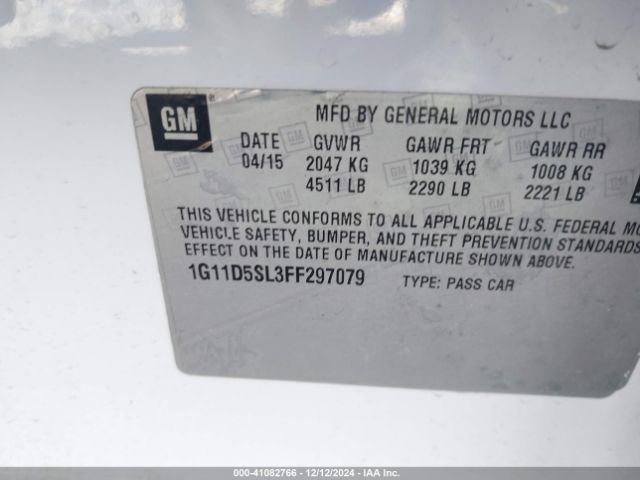 GM
MFD BY GENERAL MOTORS LLC
DATE GVWR GAWR FRT GAWR RR
04/15 2047 KG 1039 KG 1008 KG
4511 LB 2290 LB 2221 LB
THIS VEHICLE CONFORMS TO ALL APPLICABLE U.S. FEDERAL MO
VEHICLE SAFETY, BUMPER, AND THEFT PREVENTION STANDARDS
EFFECT ON THE DATE OF MANUFACTURE SHOWN ABOVE.
1G11D5SL3FF297079 TYPE: PASS CAR
000-41082766 - 12/12/2024 - IAA Inc.